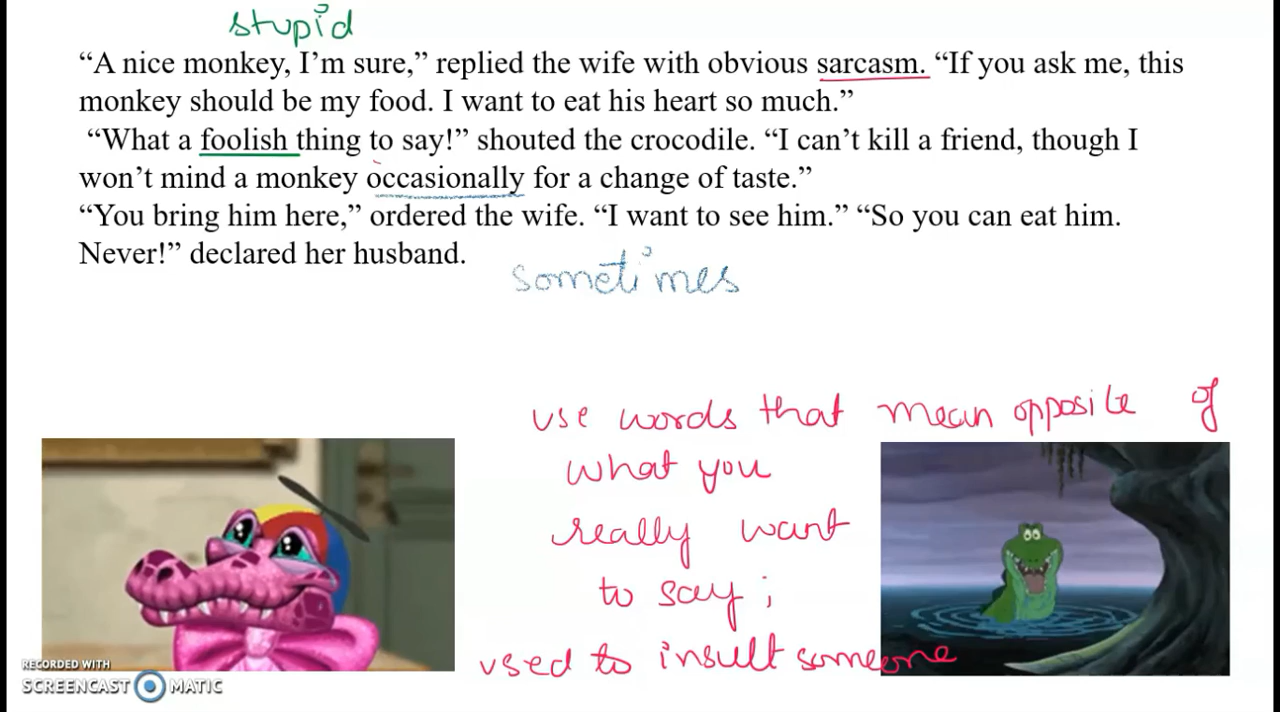 stupid
“A nice monkey, I’m sure,” replied the wife with obvious sarcasm. “If you ask me, this
monkey should be my food. I want to eat his heart so much.”
“What a foolish thing to say!” shouted the crocodile. “I can’t kill a friend, though I
won’t mind a monkey occasionally for a change of taste.”
“You bring him here,” ordered the wife. “I want to see him.” “So you can eat him.
Never!” declared her husband.
sometimes
use words that mean opposite of
what you
really want
to say ;
used to insult someone
RECORDED WITH
SCREENCAST MATIC